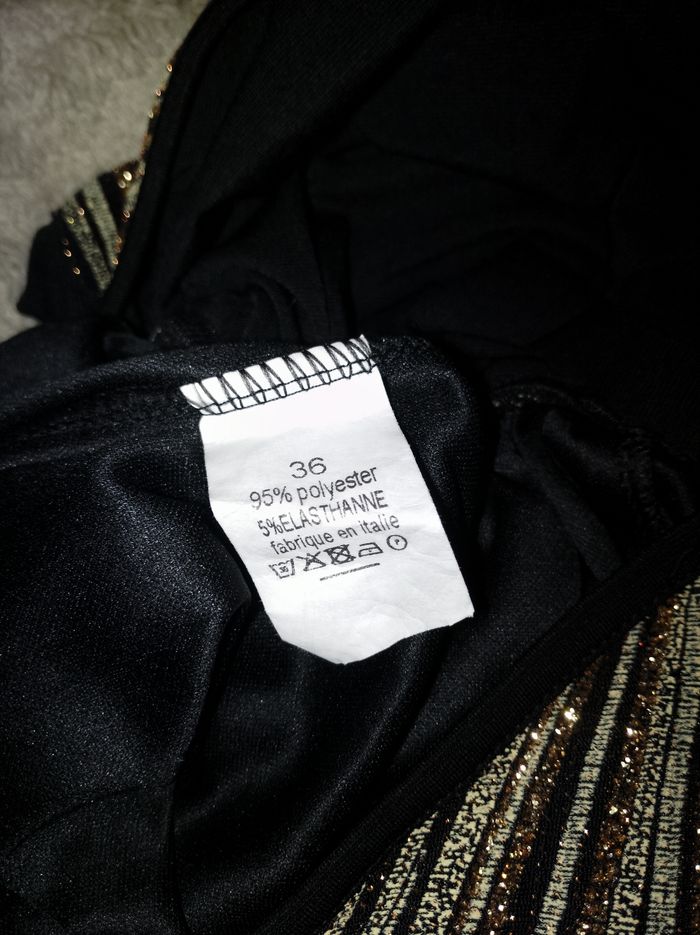 36
95% polyester
5%ELASTHANNE
fabrique en italie